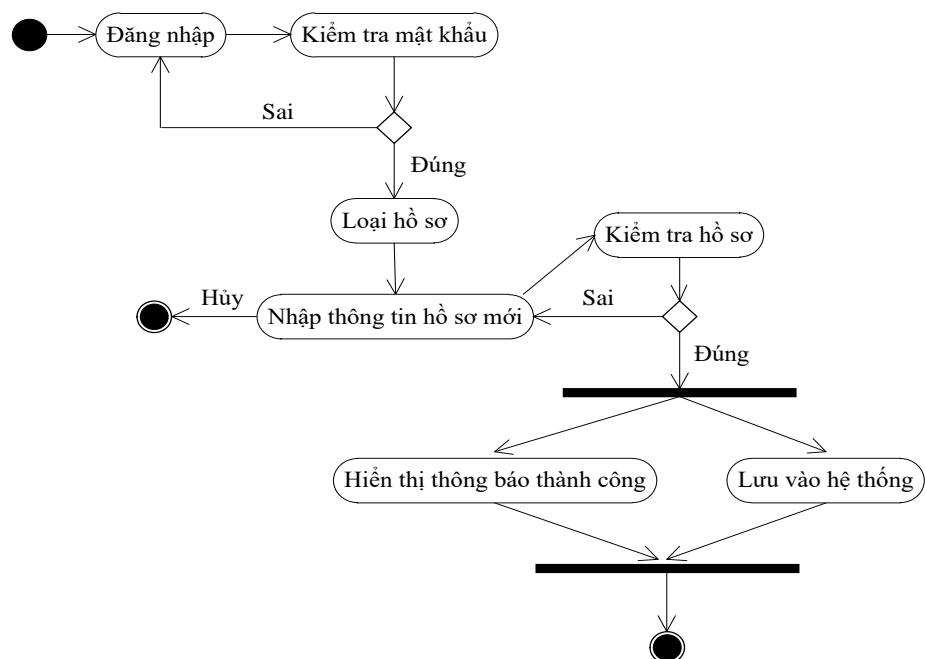 Đăng nhập
Kiểm tra mật khẩu
Sai
Đúng
Loại hồ sơ
Kiểm tra hồ sơ
Hủy
Nhập thông tin hồ sơ mới
Sai
Đúng
Hiển thị thông báo thành công
Lưu vào hệ thống